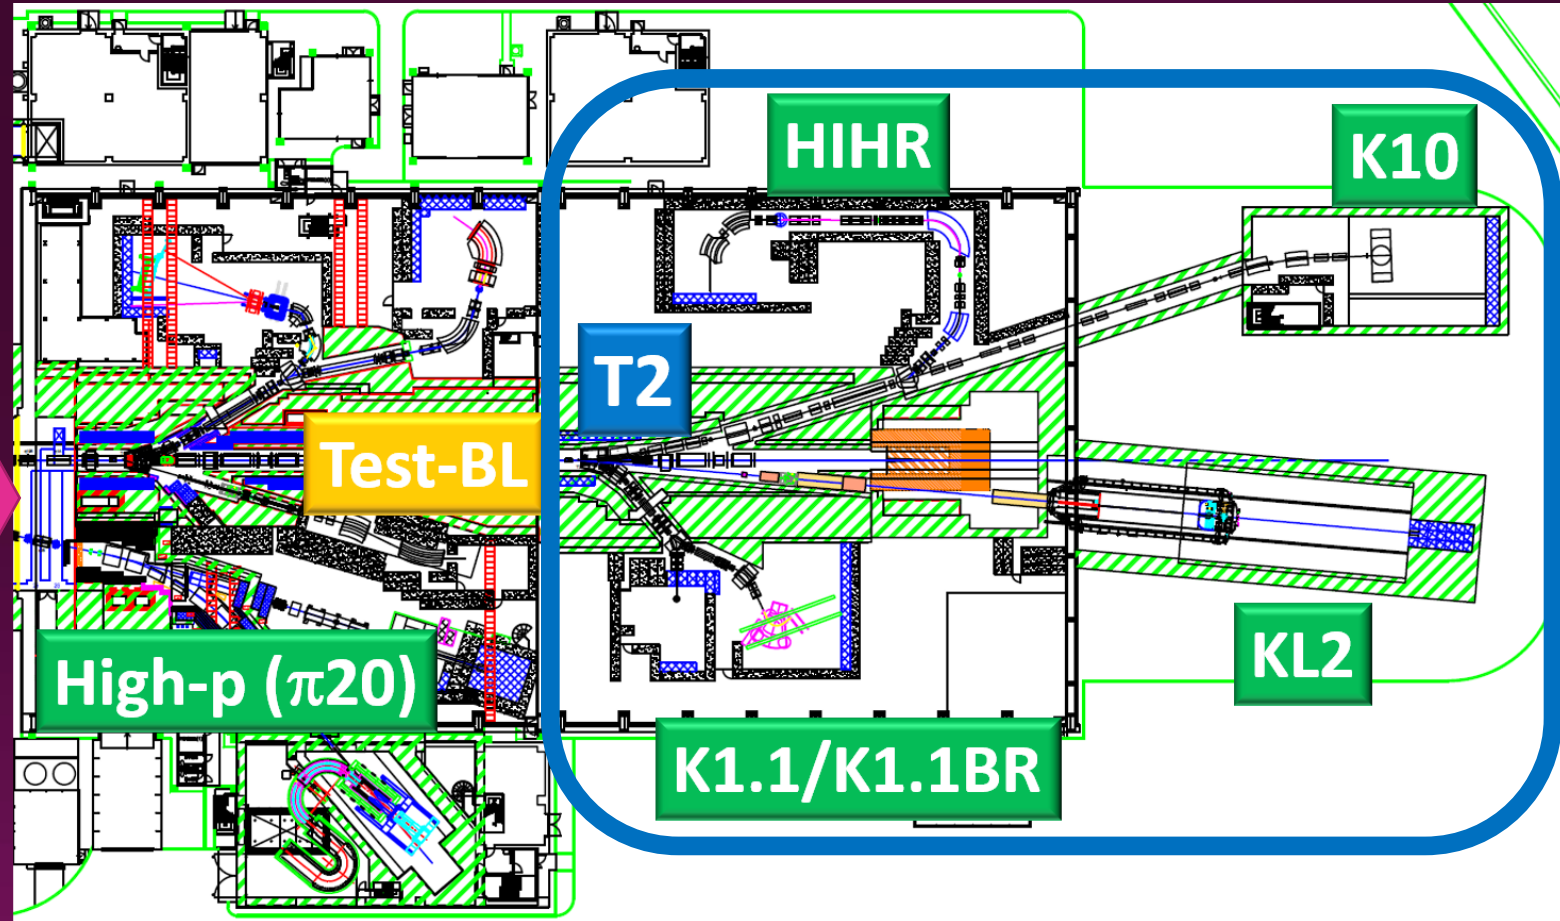 HIHR
K10
T2
Test-BL
High-p (π20)
KL2
K1.1/K1.1BR